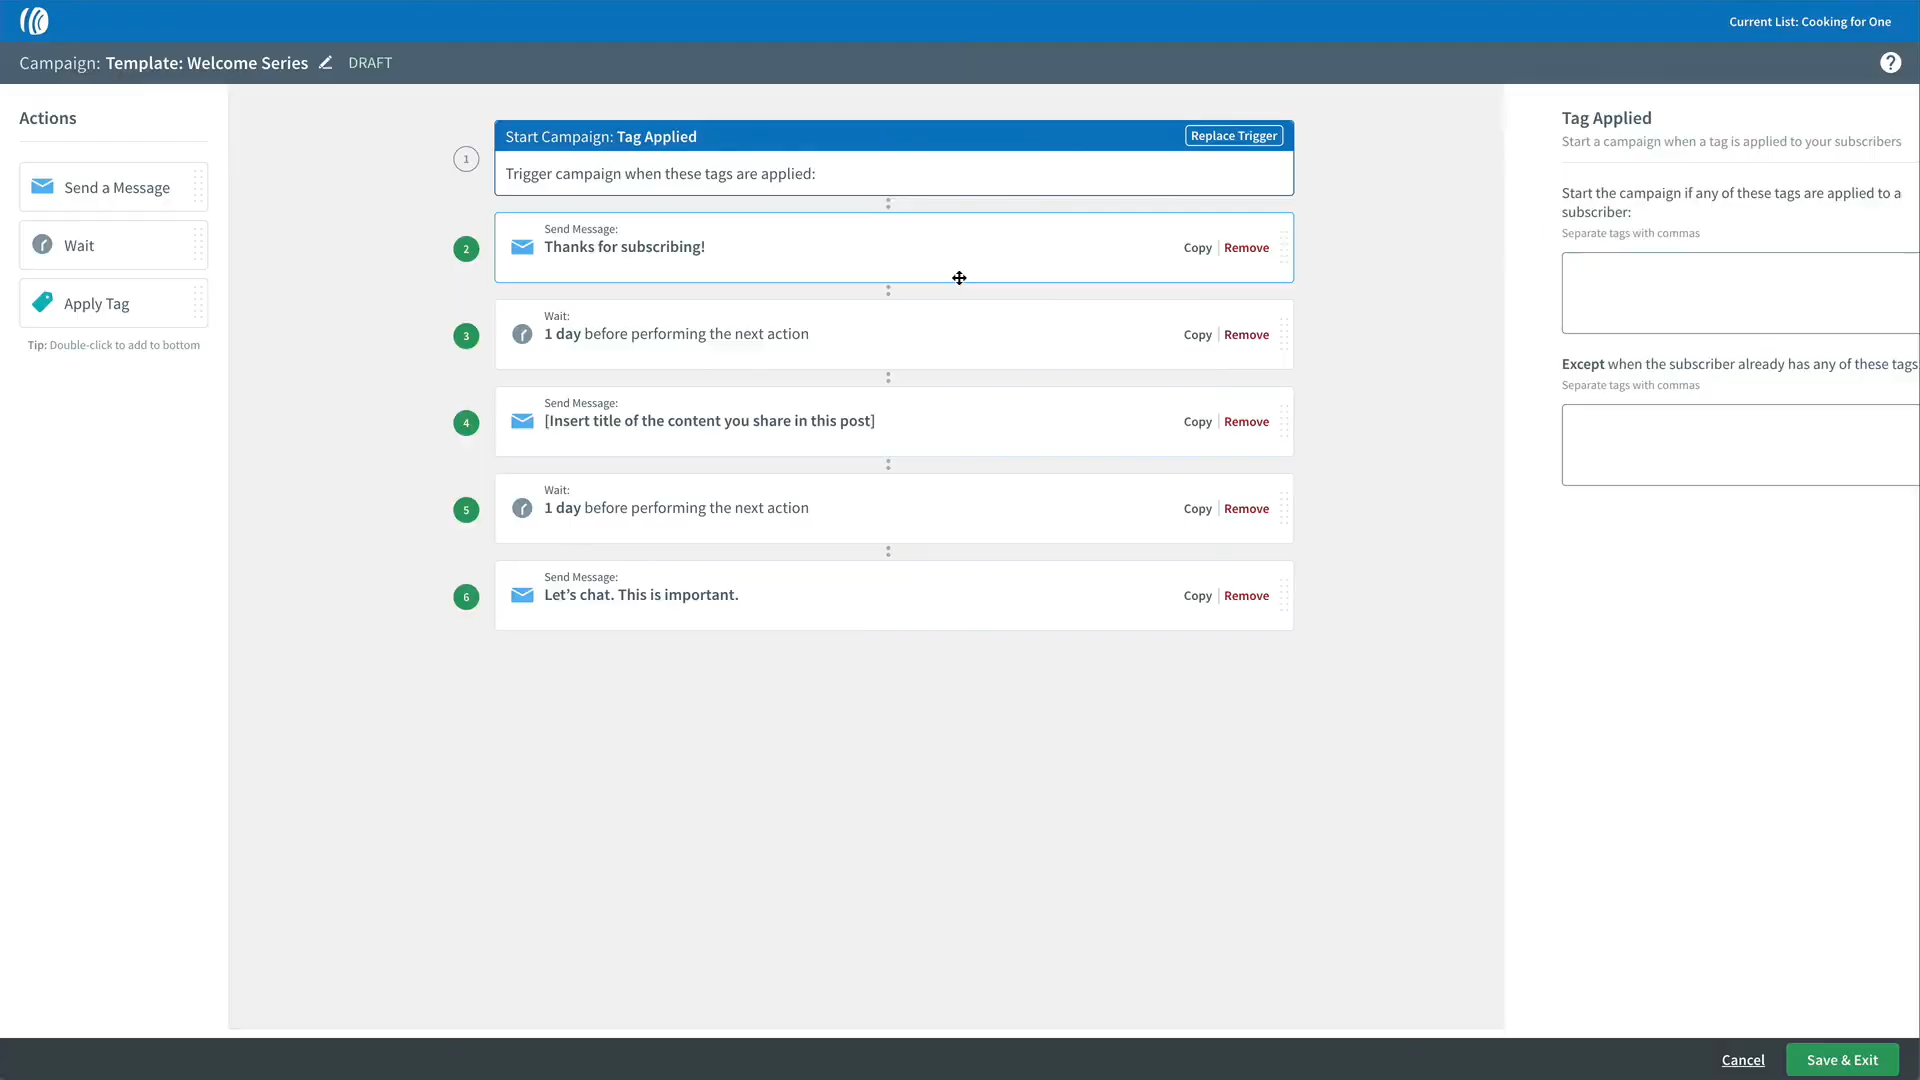 Current List: Cooking for One
Campaign: Template: Welcome Series DRAFT
?
Actions
Send a Message
Wait
Apply Tag
Tip: Double-click to add to bottom
1
Start Campaign: Tag Applied
Replace Trigger
Trigger campaign when these tags are applied:
2
Send Message:
Thanks for subscribing!
Copy | Remove
3
Wait:
1 day before performing the next action
Copy | Remove
4
Send Message:
[Insert title of the content you share in this post]
Copy | Remove
5
Wait:
1 day before performing the next action
Copy | Remove
6
Send Message:
Let’s chat. This is important.
Copy | Remove
Tag Applied
Start a campaign when a tag is applied to your subscribers
Start the campaign if any of these tags are applied to a
subscriber:
Separate tags with commas
Except when the subscriber already has any of these tags
Separate tags with commas
Cancel
Save & Exit